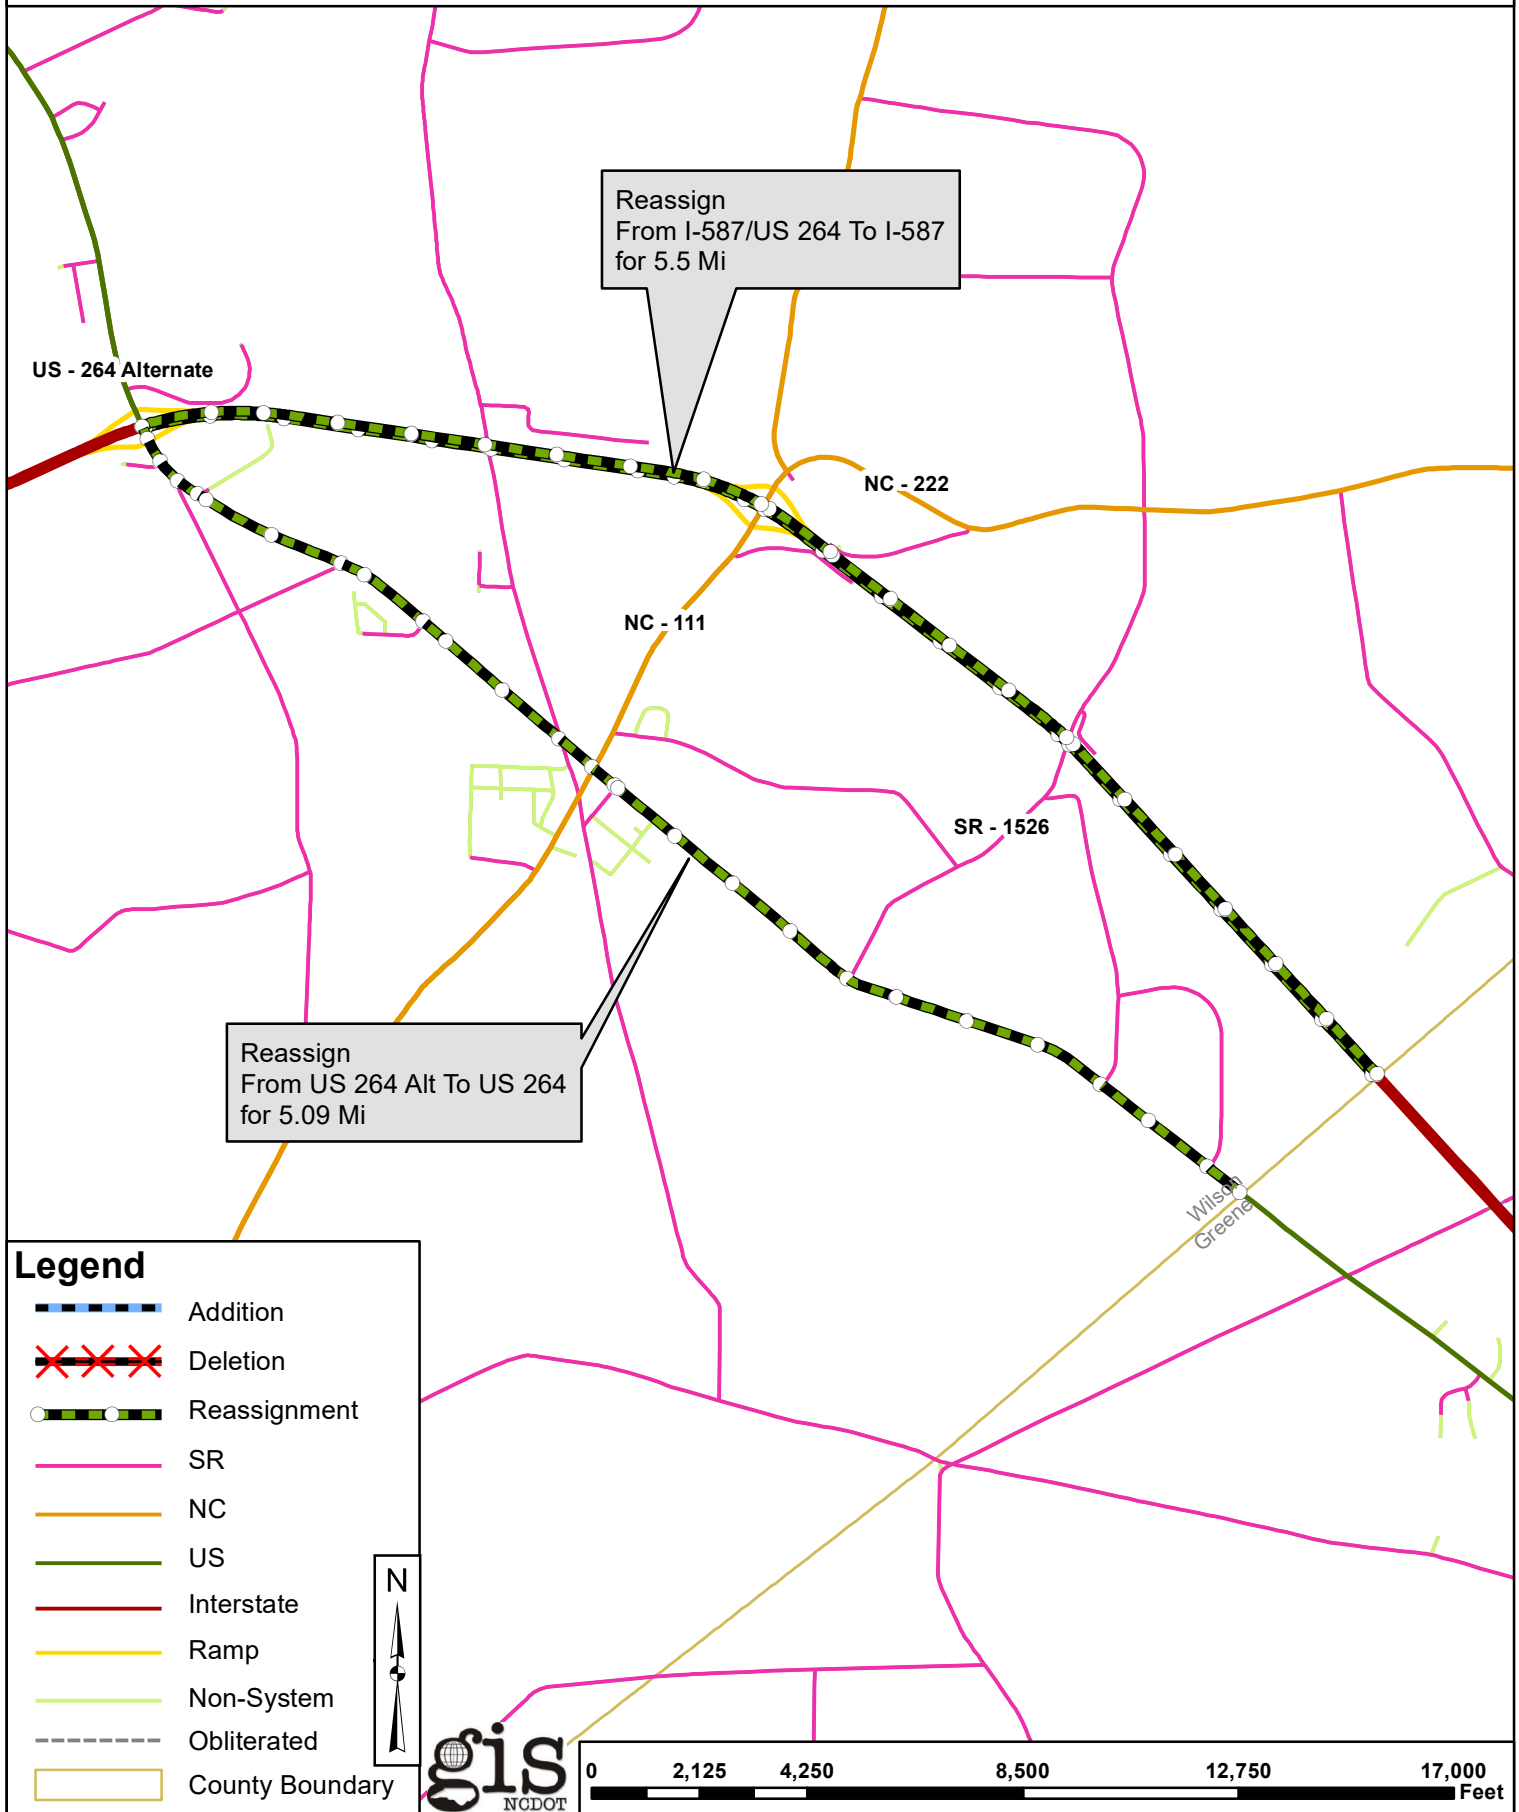 Reassign
From I-587/US 264 To I-587
for 5.5 Mi
US - 264 Alternate
NC - 222
NC - 111
SR - 1526
Reassign
From US 264 Alt To US 264
for 5.09 Mi
Wilson
Greene
Legend
Addition
Deletion
Reassignment
SR
NC
US
Interstate
Ramp
Non-System
Obliterated
County Boundary
N
gis
NCDOT
0 2,125 4,250 8,500 12,750 17,000
Feet